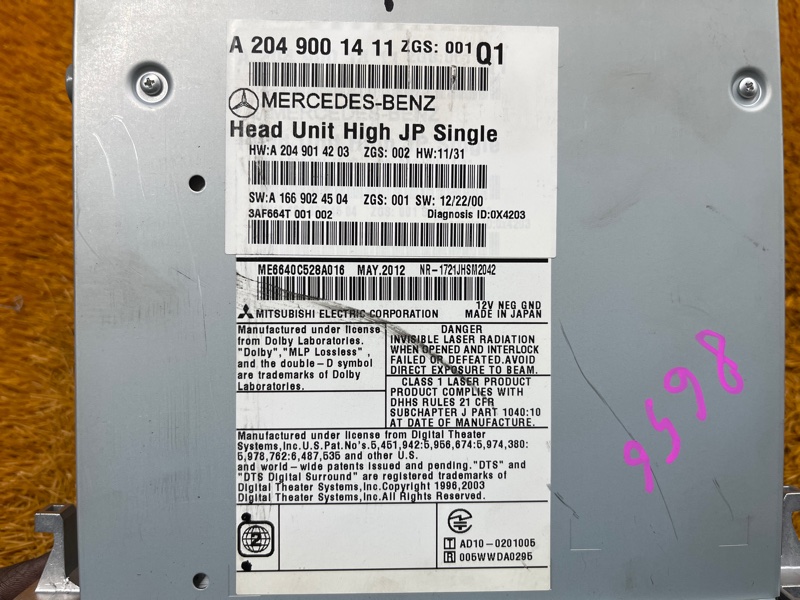 A 204 900 14 11 ZGS: 001 Q1
MERCEDES-BENZ
Head Unit High JP Single
HW:A 204 901 42 03 ZGS: 002 HW:11/31
SW:A 166 902 45 04 ZGS: 001 SW: 12/22/00
3AF664T 001 002 Diagnosis ID:0X4203
ME6640C528A016 MAY.2012 NR-1721JHSM2042
12V NEG GND
MITSUBISHI ELECTRIC CORPORATION MADE IN JAPAN
Manufactured under license
from Dolby Laboratories.
"Dolby","MLP Lossless",
and the double-D symbol
are trademarks of Dolby
Laboratories.
DANGER
INVISIBLE LASER RADIATION
WHEN OPENED AND INTERLOCK
FAILED OR DEFEATED.AVOID
DIRECT EXPOSURE TO BEAM.
CLASS 1 LASER PRODUCT
PRODUCT COMPLIES WITH
DHHS RULES 21 CFR
SUBCHAPTER J PART 1040:10
AT DATE OF MANUFACTURE.
Manufactured under license from Digital Theater
Systems,Inc.U.S.Pat.No's.5,451,942:5,956,674:5,974,380:
5,978,762:6,487,535 and other U.S.
and world-wide patents issued and pending."DTS" and
"DTS Digital Surround" are registered trademarks of
Digital Theater Systems,Inc.Copyright 1996,2003
Digital Theater Systems,Inc.All Rights Reserved.
2
T AD10-0201005
R 005WWDA0295
9598